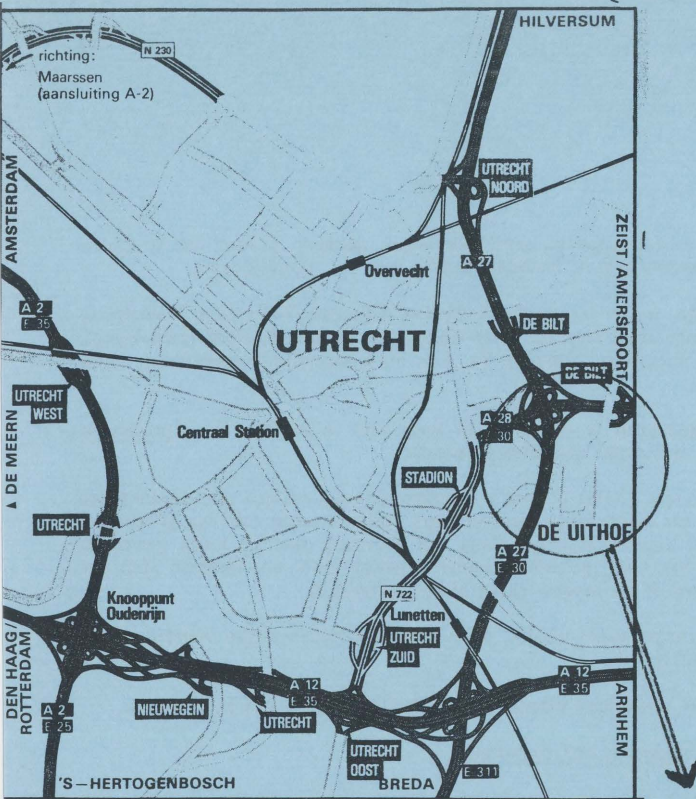 HILVERSUM
N 230
richting:
Maarssen
(aansluiting A-2)
AMSTERDAM
UTRECHT
NOORD
ZEIST/AMERSFOORT
A 27
Overvecht
A 2
E 35
DE BILT
UTRECHT
DE BILT
UTRECHT
WEST
A 28
E 30
Centraal Station
▲ DE MEERN
STADION
UTRECHT
DE UITHOF
A 27
E 30
N 722
Knooppunt
Oudenrijn
Lunetten
UTRECHT
ZUID
DEN HAAG/
ROTTERDAM
A 12
E 35
A 12
E 35
A 2
E 25
NIEUWEGEIN
UTRECHT
ARNHEM
UTRECHT
OOST
E 311
'S–HERTOGENBOSCH
BREDA